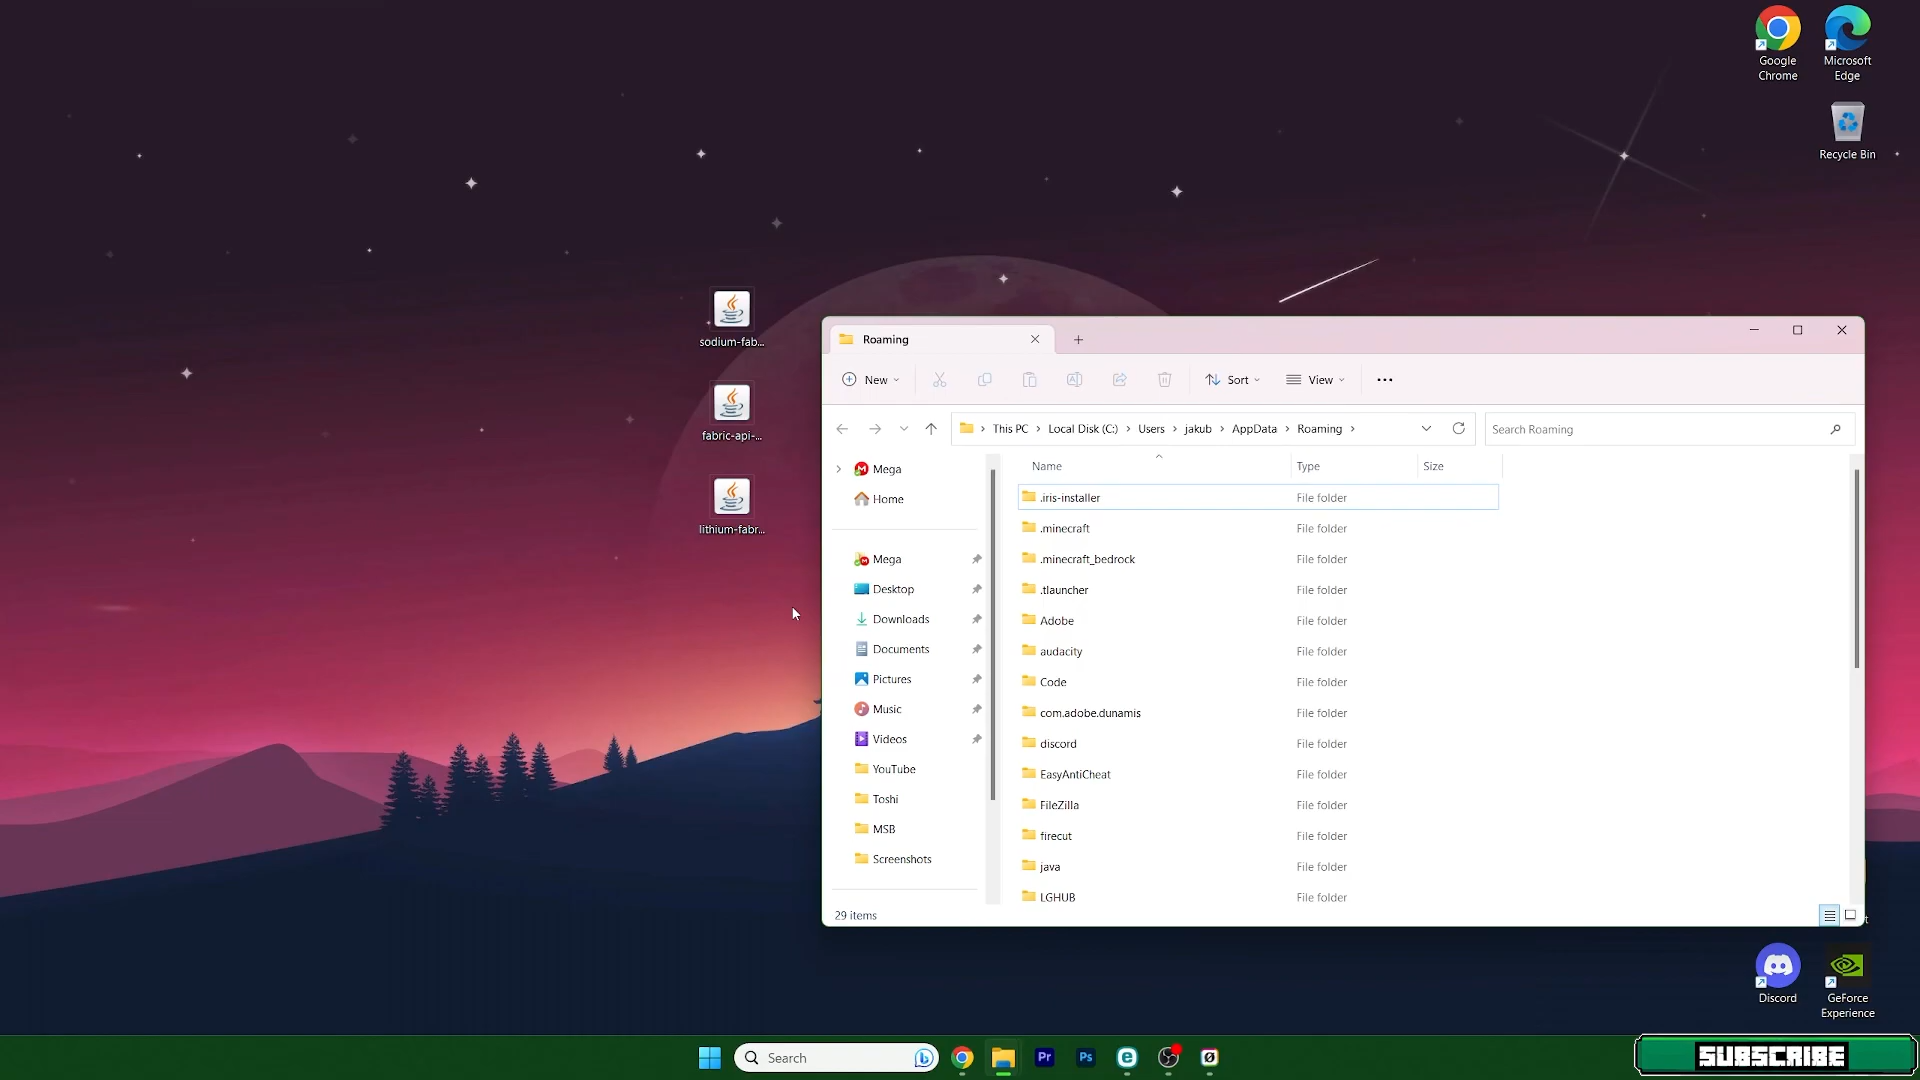 Google
Chrome
Microsoft
Edge
Recycle Bin
sodium-fab...
fabric-api-...
lithium-fabr...
Roaming
New
Sort
View
This PC
Local Disk (C:)
Users
jakub
AppData
Roaming
Search Roaming
Mega
Home
Mega
Desktop
Downloads
Documents
Pictures
Music
Videos
YouTube
Toshi
MSB
Screenshots
Name Type Size
.iris-installer File folder
.minecraft File folder
.minecraft_bedrock File folder
.tlauncher File folder
Adobe File folder
audacity File folder
Code File folder
com.adobe.dunamis File folder
discord File folder
EasyAntiCheat File folder
FileZilla File folder
firecut File folder
java File folder
LGHUB File folder
29 items
Discord
GeForce
Experience
Search
Pr
Ps
SUBSCRIBE